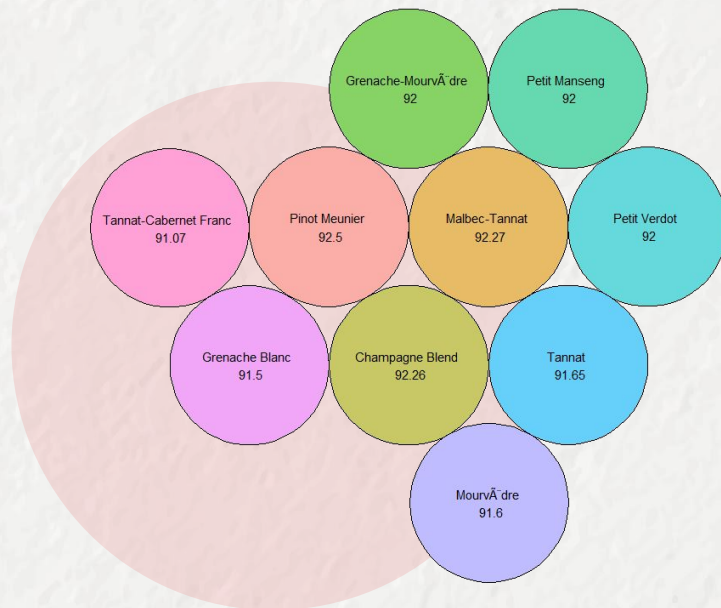 Grenache-MourvÃ¨dre
92
Petit Manseng
92
Tannat-Cabernet Franc
91.07
Pinot Meunier
92.5
Malbec-Tannat
92.27
Petit Verdot
92
Grenache Blanc
91.5
Champagne Blend
92.26
Tannat
91.65
MourvÃ¨dre
91.6